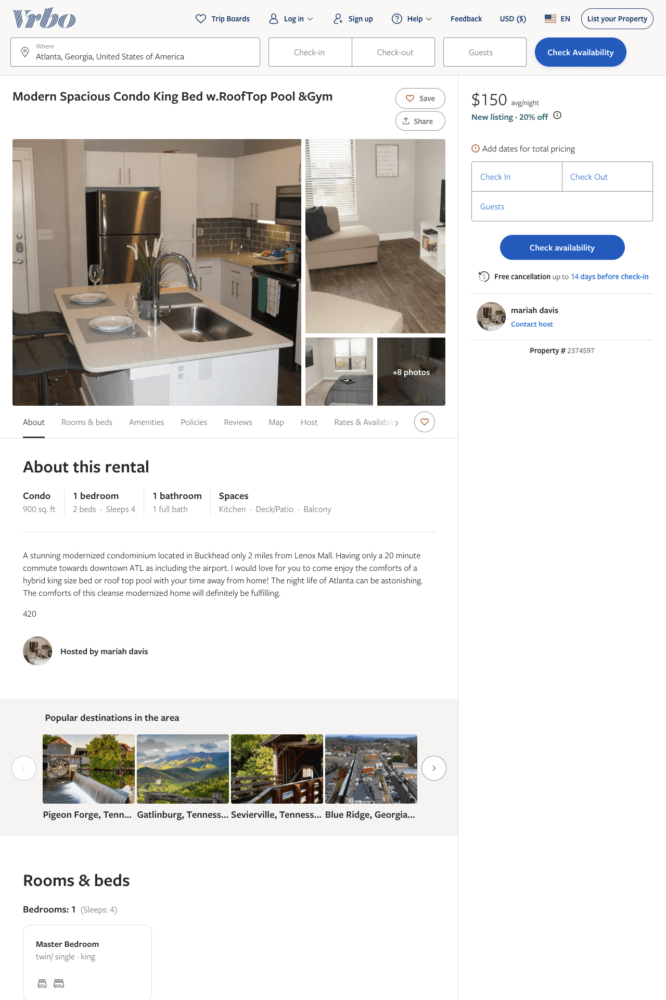 Vrbo
Trip Boards
Log in
Sign up
Help
Feedback
USD ($)
EN
List your Property
Where
Atlanta, Georgia, United States of America
Check-in
Check-out
Guests
Check Availability
Modern Spacious Condo King Bed w.RoofTop Pool &Gym
Save
Share
+8 photos
$150 avg/night
New listing · 20% off
Add dates for total pricing
Check In
Check Out
Guests
Check availability
Free cancellation up to 14 days before check-in
mariah davis
Contact host
Property # 2374597
About
Rooms & beds
Amenities
Policies
Reviews
Map
Host
Rates & Availabili
About this rental
Condo
900 sq. ft
1 bedroom
2 beds · Sleeps 4
1 bathroom
1 full bath
Spaces
Kitchen · Deck/Patio · Balcony
A stunning modernized condominium located in Buckhead only 2 miles from Lenox Mall. Having only a 20 minute
commute towards downtown ATL as including the airport. I would love for you to come enjoy the comforts of a
hybrid king size bed or roof top pool with your time away from home! The night life of Atlanta can be astonishing.
The comforts of this cleanse modernized home will definitely be fulfilling.
420
Hosted by mariah davis
Popular destinations in the area
Pigeon Forge, Tenn...
Gatlinburg, Tenness...
Sevierville, Tenness...
Blue Ridge, Georgia...
Rooms & beds
Bedrooms: 1 (Sleeps: 4)
Master Bedroom
twin/ single · king